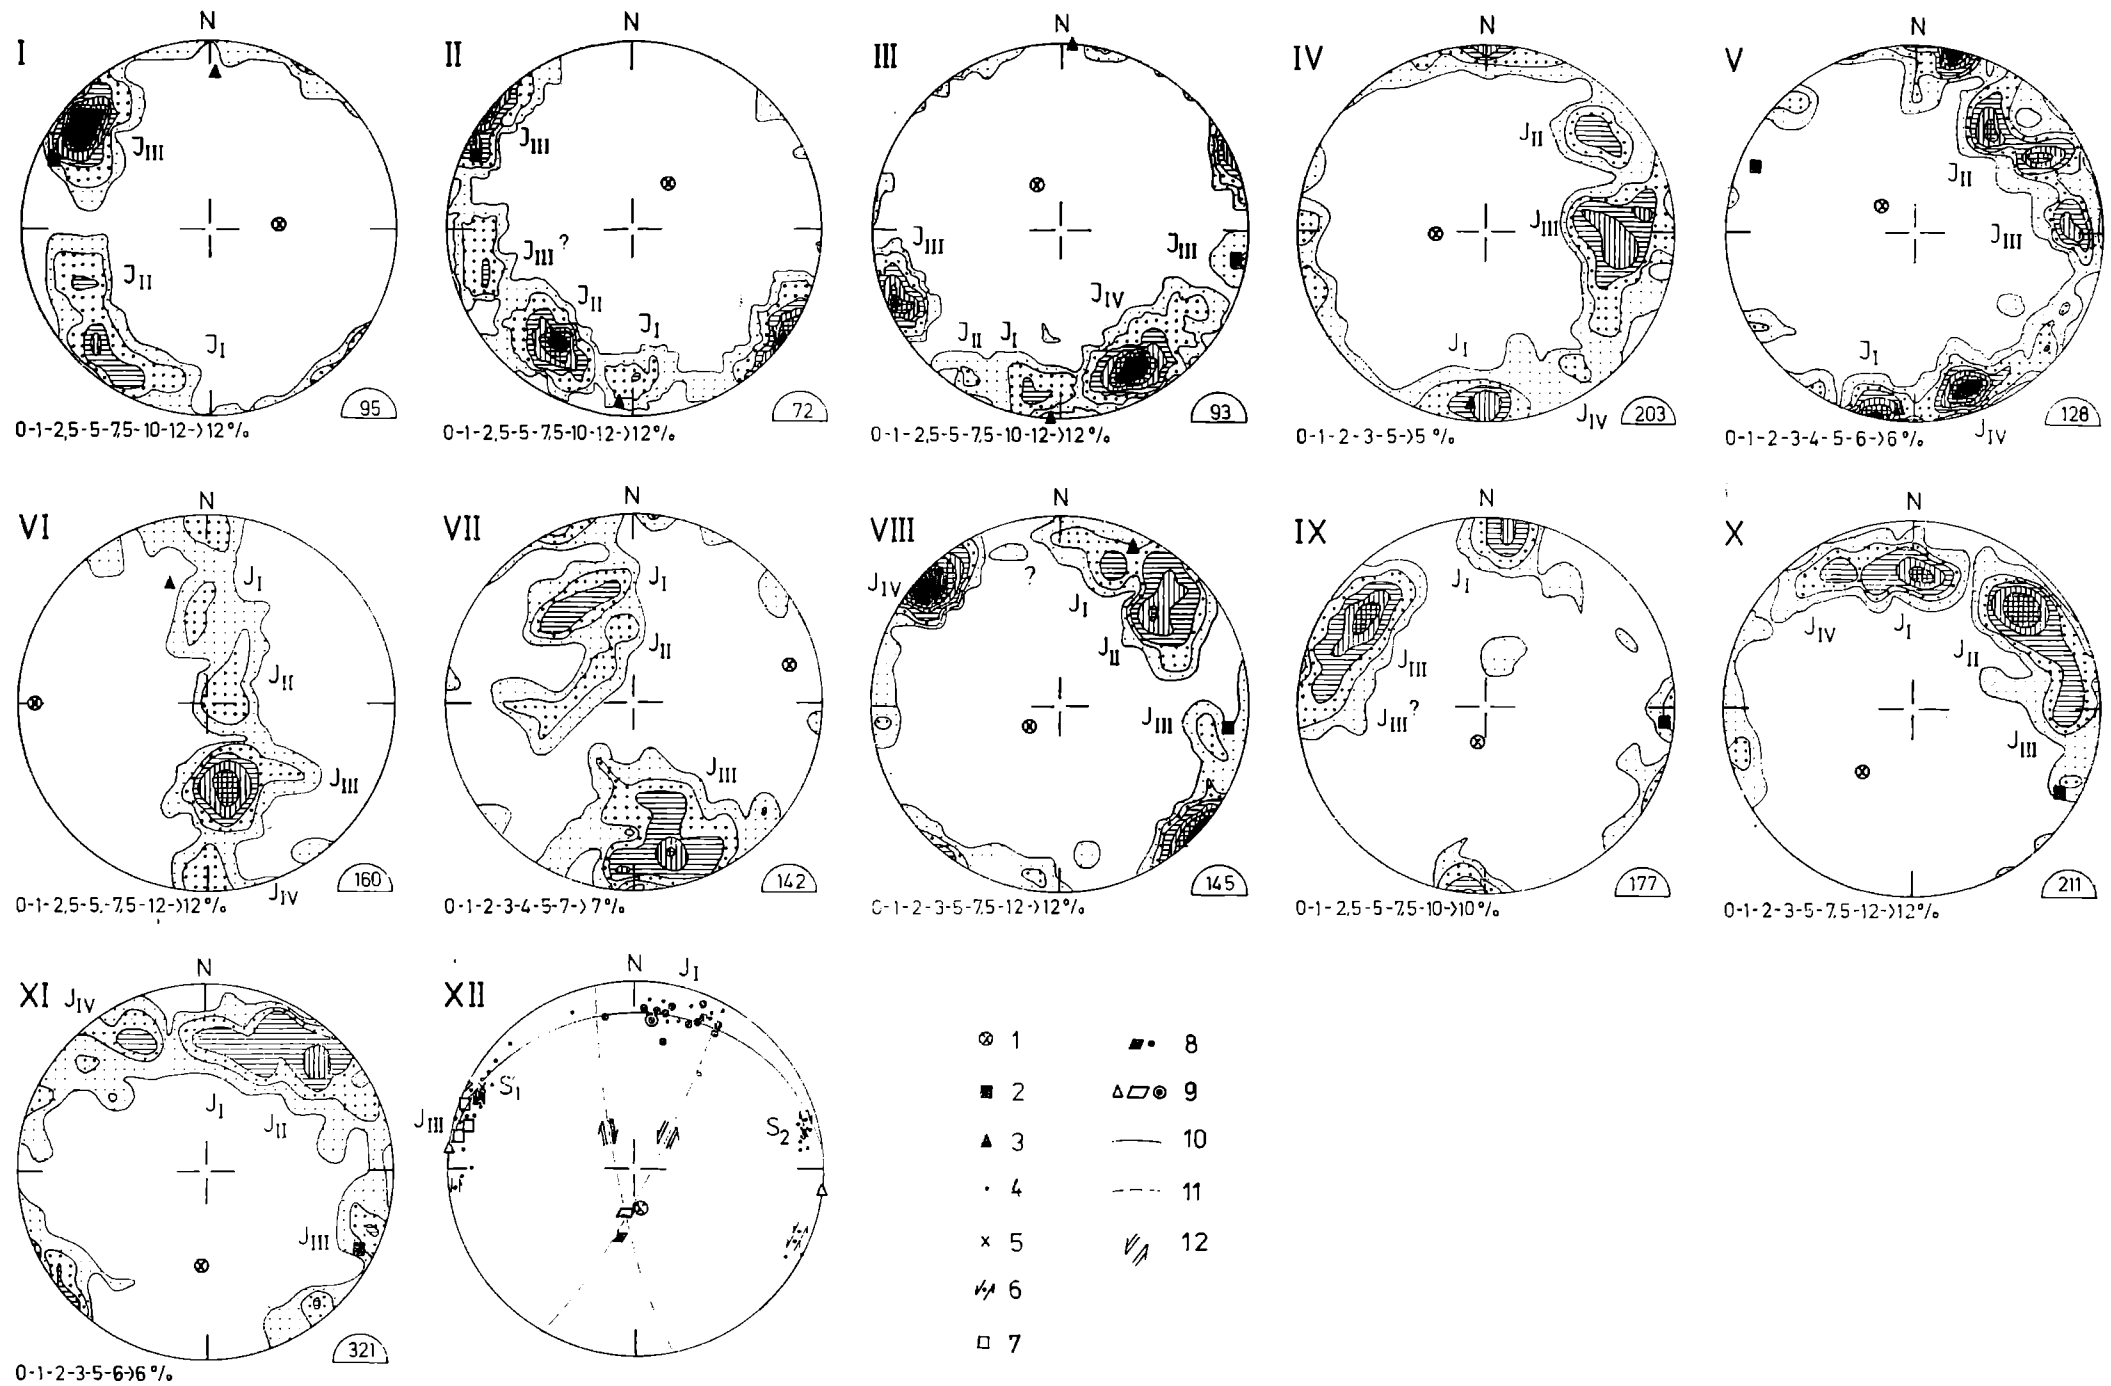 I
N
J_III
J_II
J_I
95
0-1-2,5-5-7,5-10-12->12%
II
N
J_III
J_III?
J_II
J_I
72
0-1-2,5-5-7,5-10-12->12%
III
N
J_III
J_III
J_IV
J_II
J_I
93
0-1-2,5-5-7,5-10-12->12%
IV
N
J_II
J_III
J_I
J_IV
203
0-1-2-3-5->5%
V
N
J_II
J_III
J_I
J_IV
128
0-1-2-3-4-5-6->6%
VI
N
J_I
J_II
J_III
J_IV
160
0-1-2,5-5,-7,5-12->12%
VII
N
J_I
J_II
J_III
142
0-1-2-3-4-5-7->7%
VIII
N
J_IV
?
J_I
J_II
J_III
145
0-1-2-3-5-7,5-12->12%
IX
N
J_I
J_III
J_III?
177
0-1-2,5-5-7,5-10->10%
X
N
J_IV
J_I
J_II
J_III
211
0-1-2-3-5-7,5-12->12%
XI
N
J_IV
J_I
J_II
J_III
321
0-1-2-3-5-6->6%
XII
N
J_I
S_1
J_III
S_2
1
2
3
4
5
6
7
8
9
10
11
12